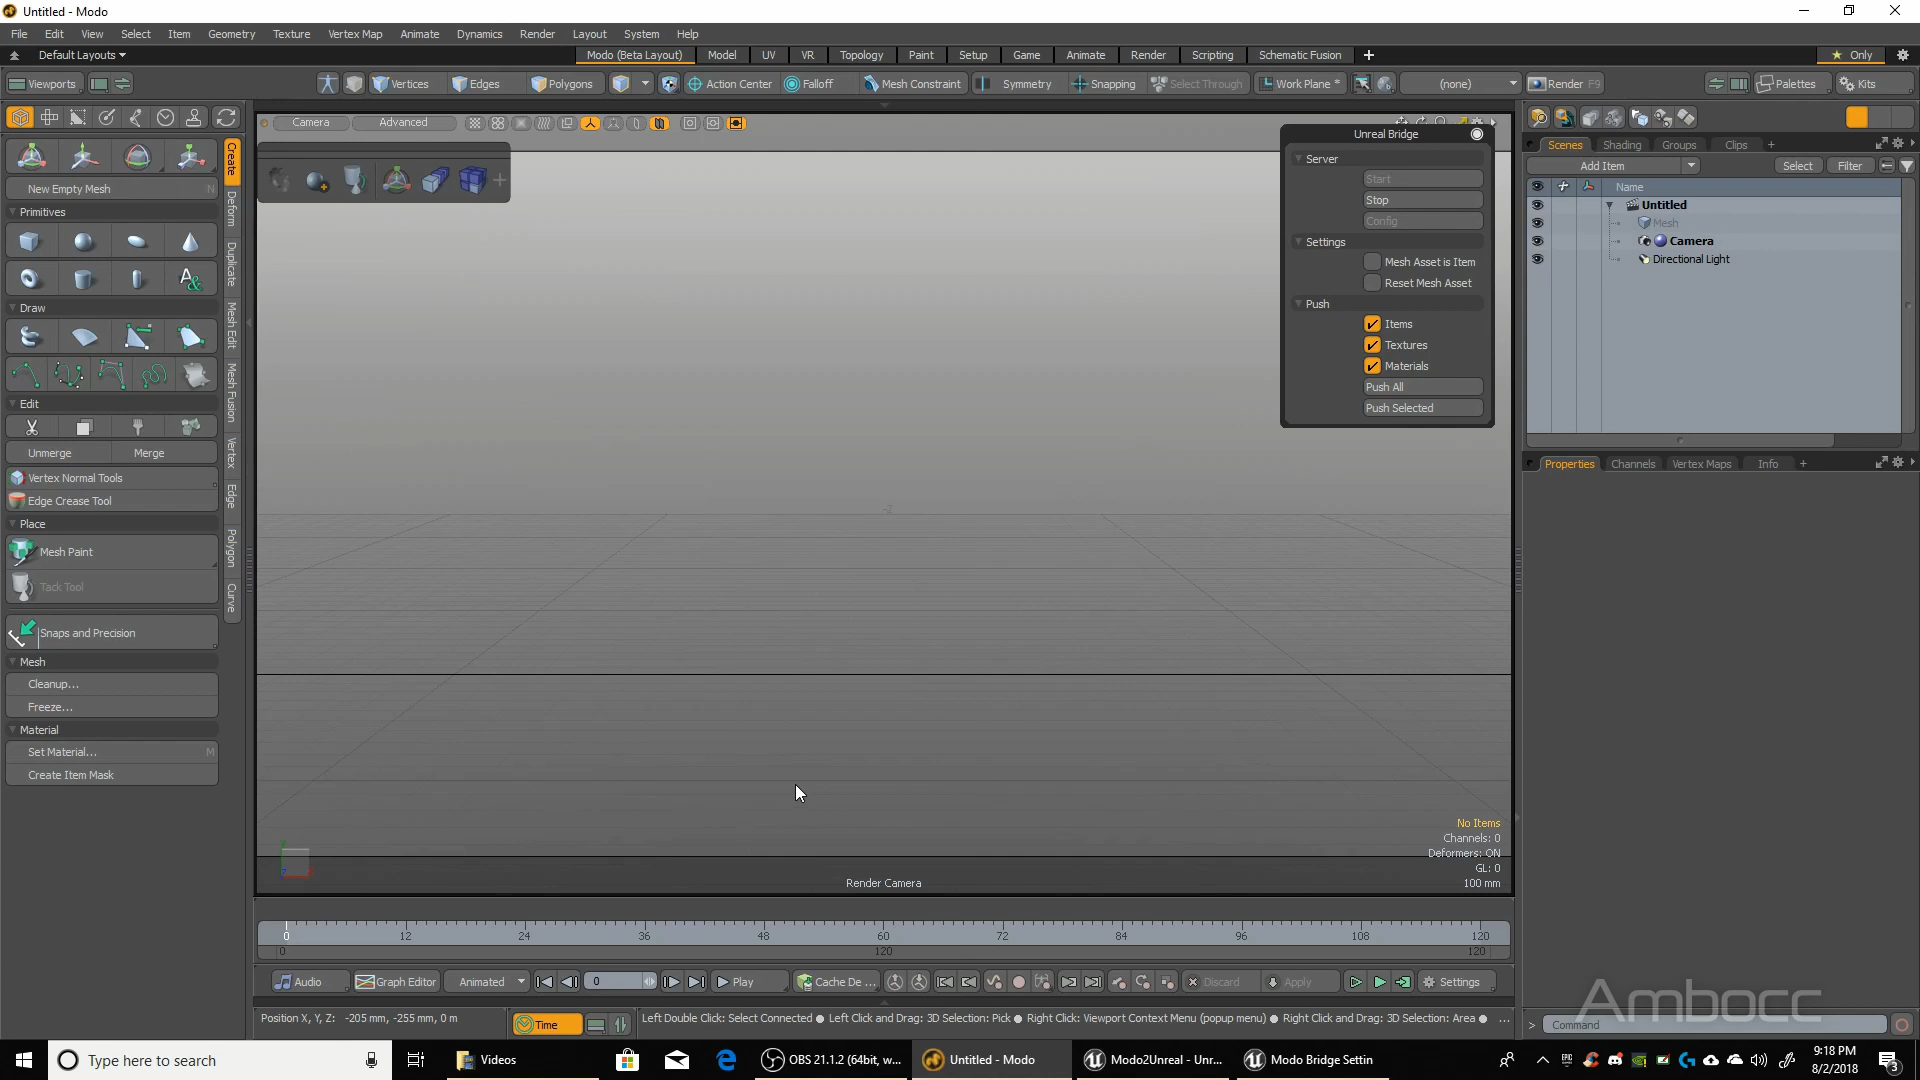 Untitled - Modo
File Edit View Select Item Geometry Texture Vertex Map Animate Dynamics Render Layout System Help
Default Layouts Modo (Beta Layout) Model UV VR Topology Paint Setup Game Animate Render Scripting Schematic Fusion + Only
Viewports Vertices Edges Polygons Action Center Falloff Mesh Constraint Symmetry Snapping Select Through Work Plane * (none) Render F9 Palettes Kits
Camera Advanced
New Empty Mesh N
Primitives
Draw
Edit
Unmerge Merge
Vertex Normal Tools
Edge Crease Tool
Place
Mesh Paint
Tack Tool
Snaps and Precision
Mesh
Cleanup...
Freeze...
Material
Set Material... M
Create Item Mask
Create
Deform
Duplicate
Mesh Edit
Mesh Fusion
Vertex
Edge
Polygon
Curve
Unreal Bridge
Server
Start
Stop
Config
Settings
Mesh Asset is Item
Reset Mesh Asset
Push
Items
Textures
Materials
Push All
Push Selected
Scenes Shading Groups Clips +
Add Item Select Filter
Name
Untitled
Mesh
Camera
Directional Light
Properties Channels Vertex Maps Info +
No Items
Channels: 0
Deformers: ON
GL: 0
100 mm
Render Camera
0 12 24 36 48 60 72 84 96 108 120
0 120 120
Audio Graph Editor Animated 0 Play Cache De ... Discard Apply Settings
Position X, Y, Z: -205 mm, -255 mm, 0 m Time Left Double Click: Select Connected ● Left Click and Drag: 3D Selection: Pick ● Right Click: Viewport Context Menu (popup menu) ● Right Click and Drag: 3D Selection: Area ● ...
> Command
Ambocc
Type here to search Videos OBS 21.1.2 (64bit, w... Untitled - Modo Modo2Unreal - Unr... Modo Bridge Settin
9:18 PM
8/2/2018
3